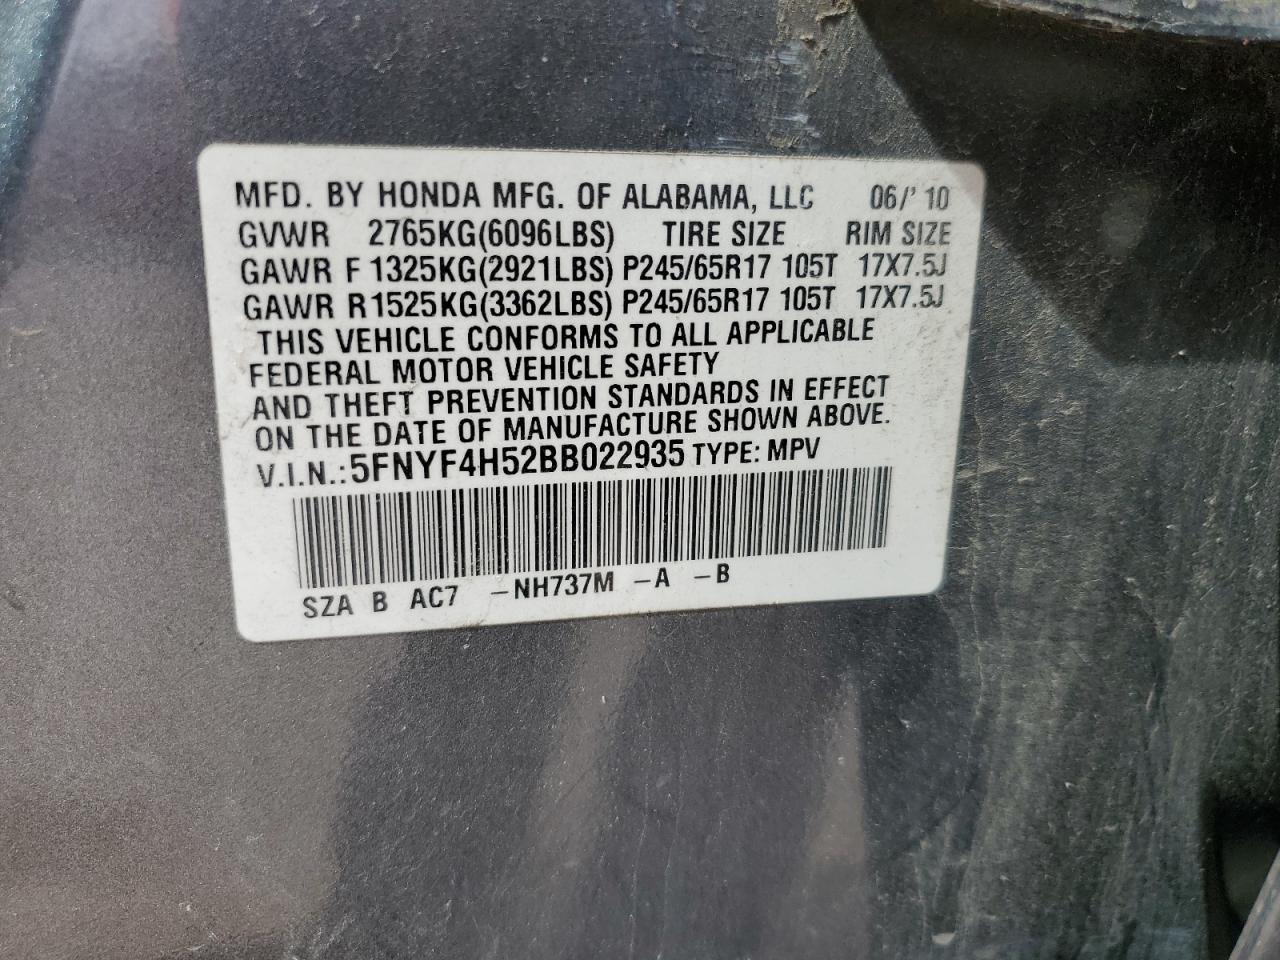 MFD. BY HONDA MFG. OF ALABAMA, LLC 06/' 10
GVWR 2765KG(6096LBS) TIRE SIZE RIM SIZE
GAWR F 1325KG(2921LBS) P245/65R17 105T 17X7.5J
GAWR R1525KG(3362LBS) P245/65R17 105T 17X7.5J
THIS VEHICLE CONFORMS TO ALL APPLICABLE
FEDERAL MOTOR VEHICLE SAFETY
AND THEFT PREVENTION STANDARDS IN EFFECT
ON THE DATE OF MANUFACTURE SHOWN ABOVE.
V.I.N.:5FNYF4H52BB022935 TYPE: MPV
SZA B AC7 -NH737M -A -B